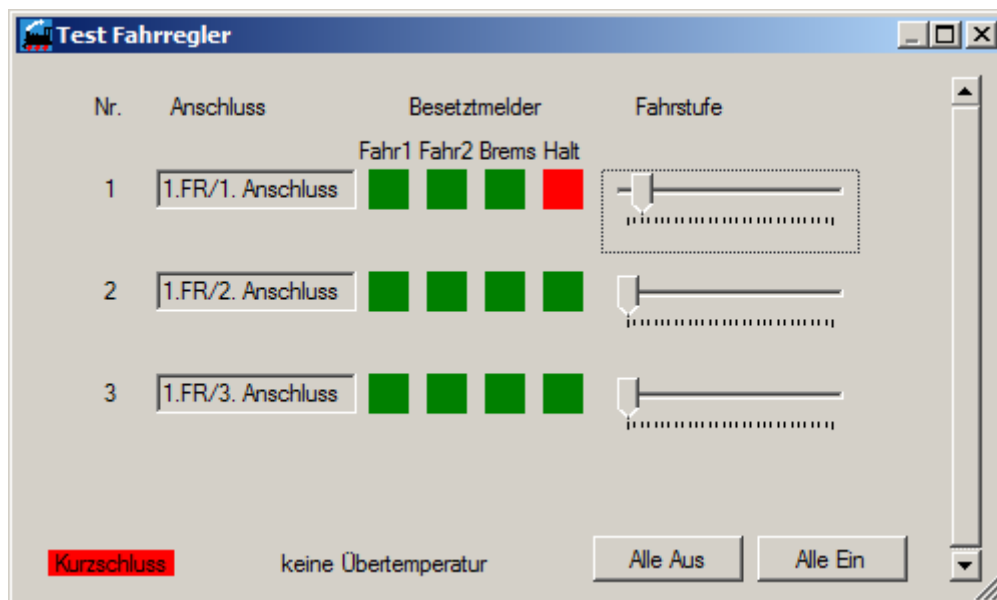 Test Fahrregler
Nr. Anschluss Besetztmelder Fahrstufe
Fahr1 Fahr2 Brems Halt
1 1.FR/1. Anschluss
2 1.FR/2. Anschluss
3 1.FR/3. Anschluss
Kurzschluss keine Übertemperatur Alle Aus Alle Ein